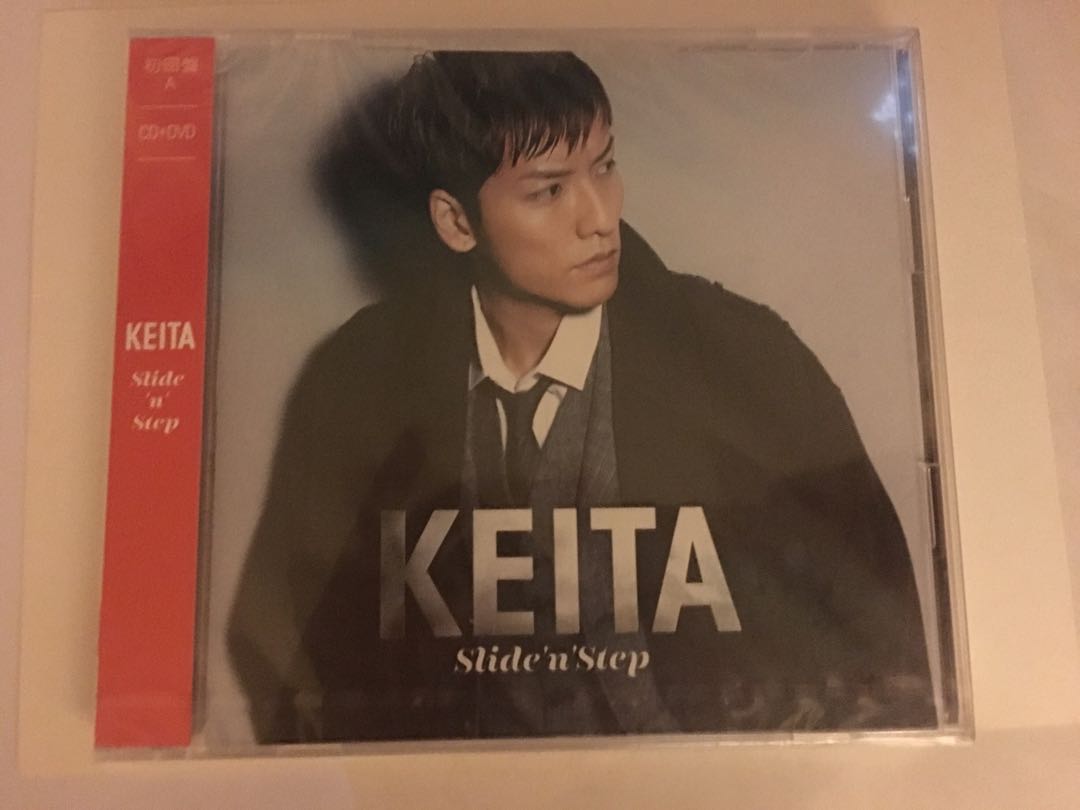 初回盤
A
CD+DVD
KEITA
Slide
'n'
Step
KEITA
Slide'n'Step